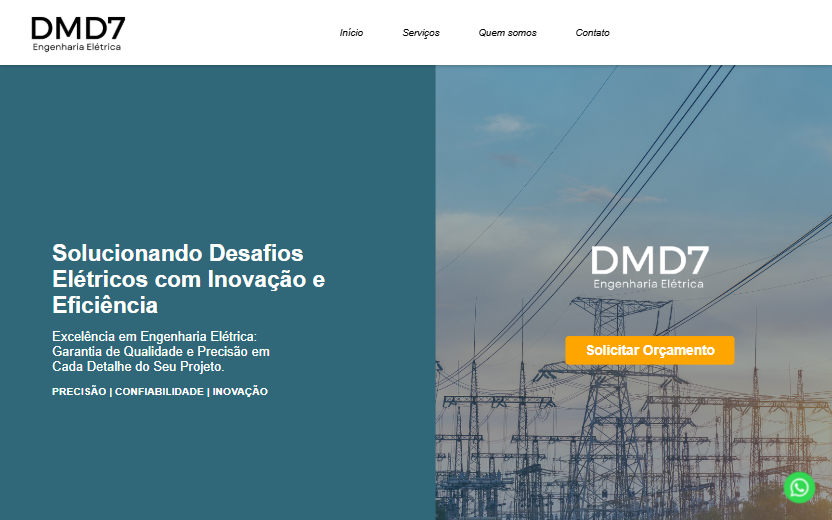 DMD7
Engenharia Elétrica
Início
Serviços
Quem somos
Contato
Solucionando Desafios
Elétricos com Inovação e
Eficiência
Excelência em Engenharia Elétrica:
Garantia de Qualidade e Precisão em
Cada Detalhe do Seu Projeto.
PRECISÃO | CONFIABILIDADE | INOVAÇÃO
DMD7
Engenharia Elétrica
Solicitar Orçamento